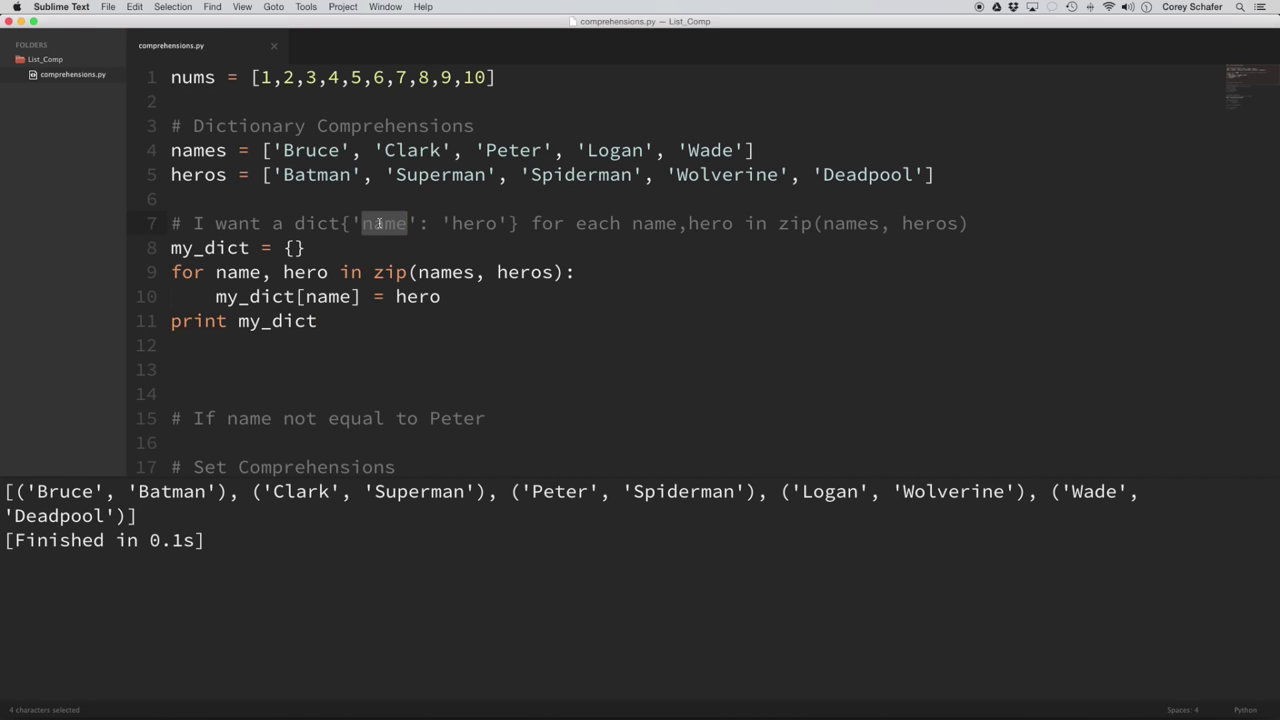 Sublime Text File Edit Selection Find View Goto Tools Project Window Help Corey Schafer
comprehensions.py — List_Comp
FOLDERS
List_Comp
comprehensions.py
comprehensions.py
1 nums = [1,2,3,4,5,6,7,8,9,10]
2
3 # Dictionary Comprehensions
4 names = ['Bruce', 'Clark', 'Peter', 'Logan', 'Wade']
5 heros = ['Batman', 'Superman', 'Spiderman', 'Wolverine', 'Deadpool']
6
7 # I want a dict{'name': 'hero'} for each name,hero in zip(names, heros)
8 my_dict = {}
9 for name, hero in zip(names, heros):
10     my_dict[name] = hero
11 print my_dict
12
13
14
15 # If name not equal to Peter
16
17 # Set Comprehensions
[('Bruce', 'Batman'), ('Clark', 'Superman'), ('Peter', 'Spiderman'), ('Logan', 'Wolverine'), ('Wade',
'Deadpool')]
[Finished in 0.1s]
4 characters selected Spaces: 4 Python